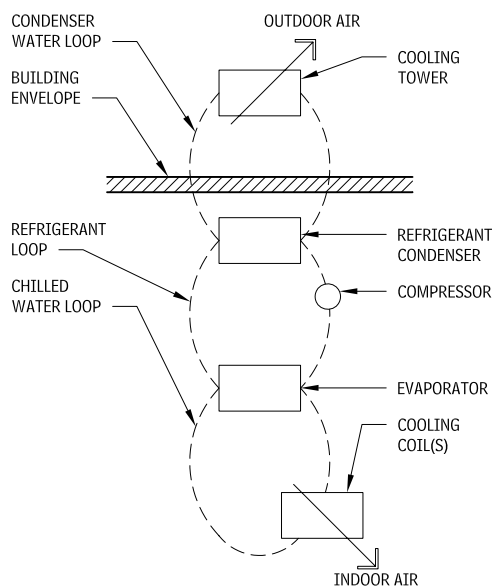 CONDENSER
WATER LOOP
OUTDOOR AIR
COOLING
TOWER
BUILDING
ENVELOPE
REFRIGERANT
LOOP
REFRIGERANT
CONDENSER
CHILLED
WATER LOOP
COMPRESSOR
EVAPORATOR
COOLING
COIL(S)
INDOOR AIR